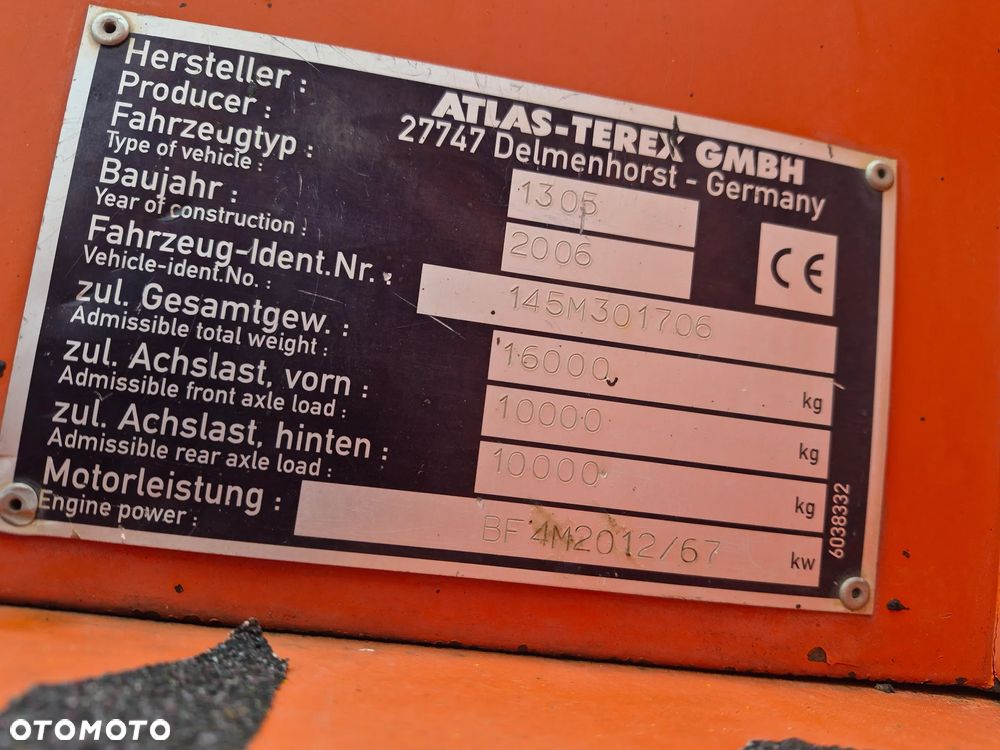 Hersteller :
Producer :
ATLAS-TEREX GMBH
27747 Delmenhorst - Germany
Fahrzeugtyp :
Type of vehicle :
1305
Baujahr :
Year of construction :
2006
CE
Fahrzeug-Ident.Nr. :
Vehicle-ident.No. :
145M301706
zul. Gesamtgew. :
Admissible total weight :
16000 kg
zul. Achslast, vorn :
Admissible front axle load :
10000 kg
zul. Achslast, hinten :
Admissible rear axle load :
10000 kg
Motorleistung :
Engine power :
BF 4M2012/67 kw
6038332
OTOMOTO